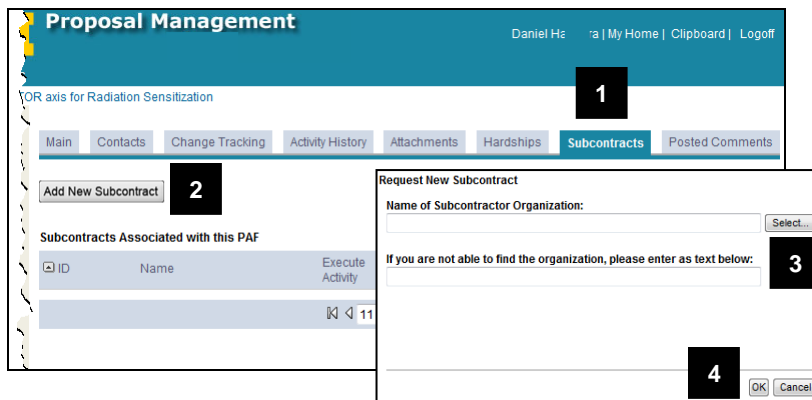 Proposal Management
Daniel Ha ra | My Home | Clipboard | Logoff
OR axis for Radiation Sensitization
1
Main Contacts Change Tracking Activity History Attachments Hardships Subcontracts Posted Comments
Add New Subcontract
2
Subcontracts Associated with this PAF
ID Name Execute Activity
11
Request New Subcontract
Name of Subcontractor Organization:
Select...
If you are not able to find the organization, please enter as text below:
3
4
OK Cancel